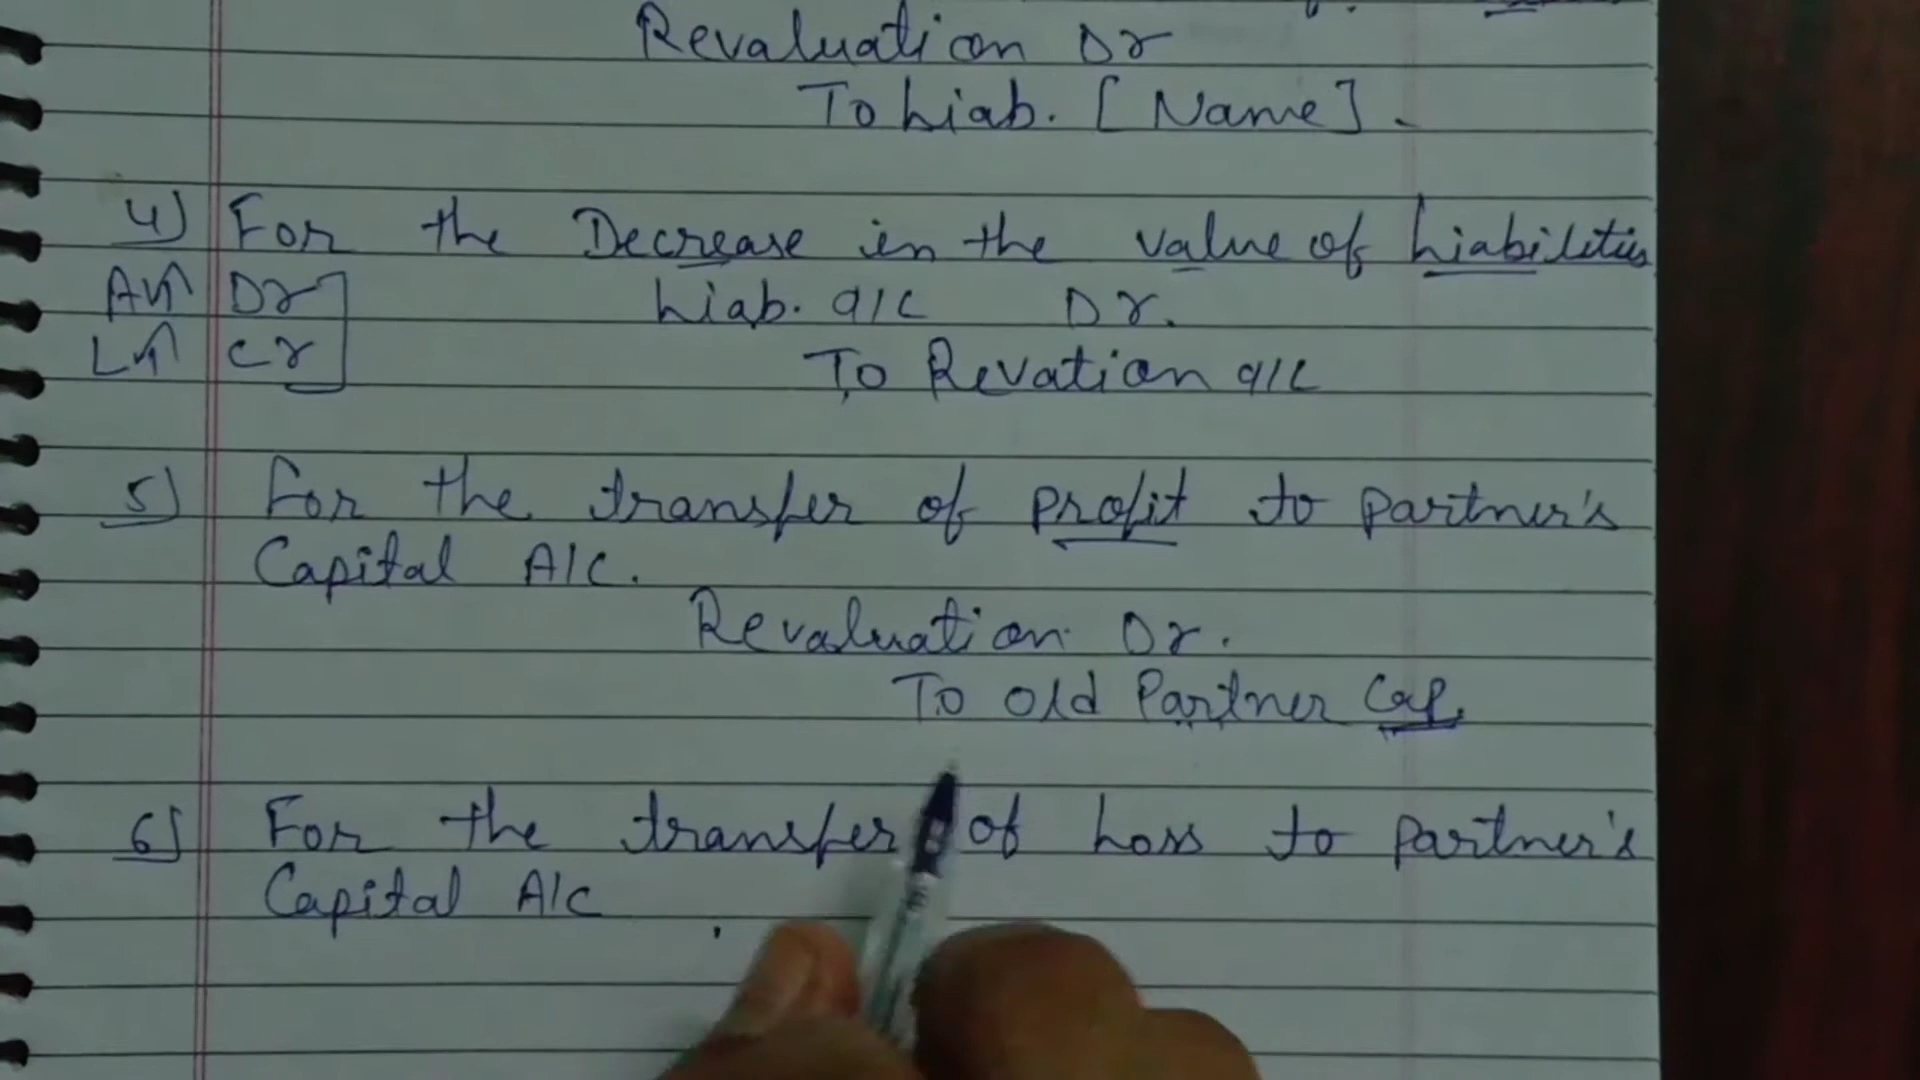 Revaluation Dr
To Liab. [Name].
4) For the Decrease in the value of Liabilities
A↑ Dr
Liab. a/c Dr.
L↑ Cr
To Revation a/c
5) For the transfer of profit to partner's
Capital A/C.
Revaluation Dr.
To Old Partner Cap.
6) For the transfer of Loss to partner's
Capital A/C